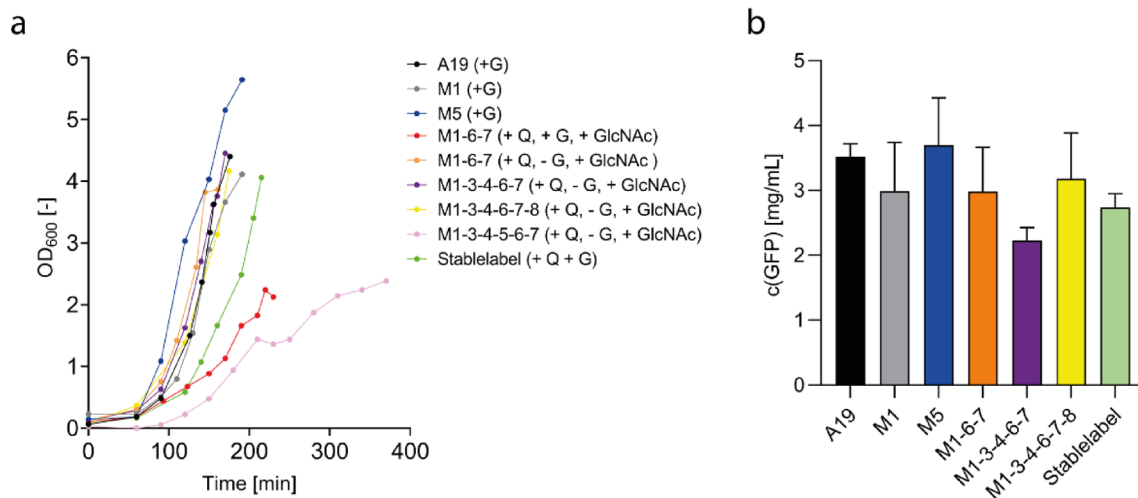 a
6
5
4
3
2
1
0
OD600 [-]
0
100
200
300
400
Time [min]
A19 (+G)
M1 (+G)
M5 (+G)
M1-6-7 (+ Q, + G, + GlcNAc)
M1-6-7 (+ Q, - G, + GlcNAc )
M1-3-4-6-7 (+ Q, - G, + GlcNAc)
M1-3-4-6-7-8 (+ Q, - G, + GlcNAc)
M1-3-4-5-6-7 (+ Q, - G, + GlcNAc)
Stablelabel (+ Q + G)
b
5
4
3
2
1
0
c(GFP) [mg/mL]
A19
M1
M5
M1-6-7
M1-3-4-6-7
M1-3-4-6-7-8
Stablelabel